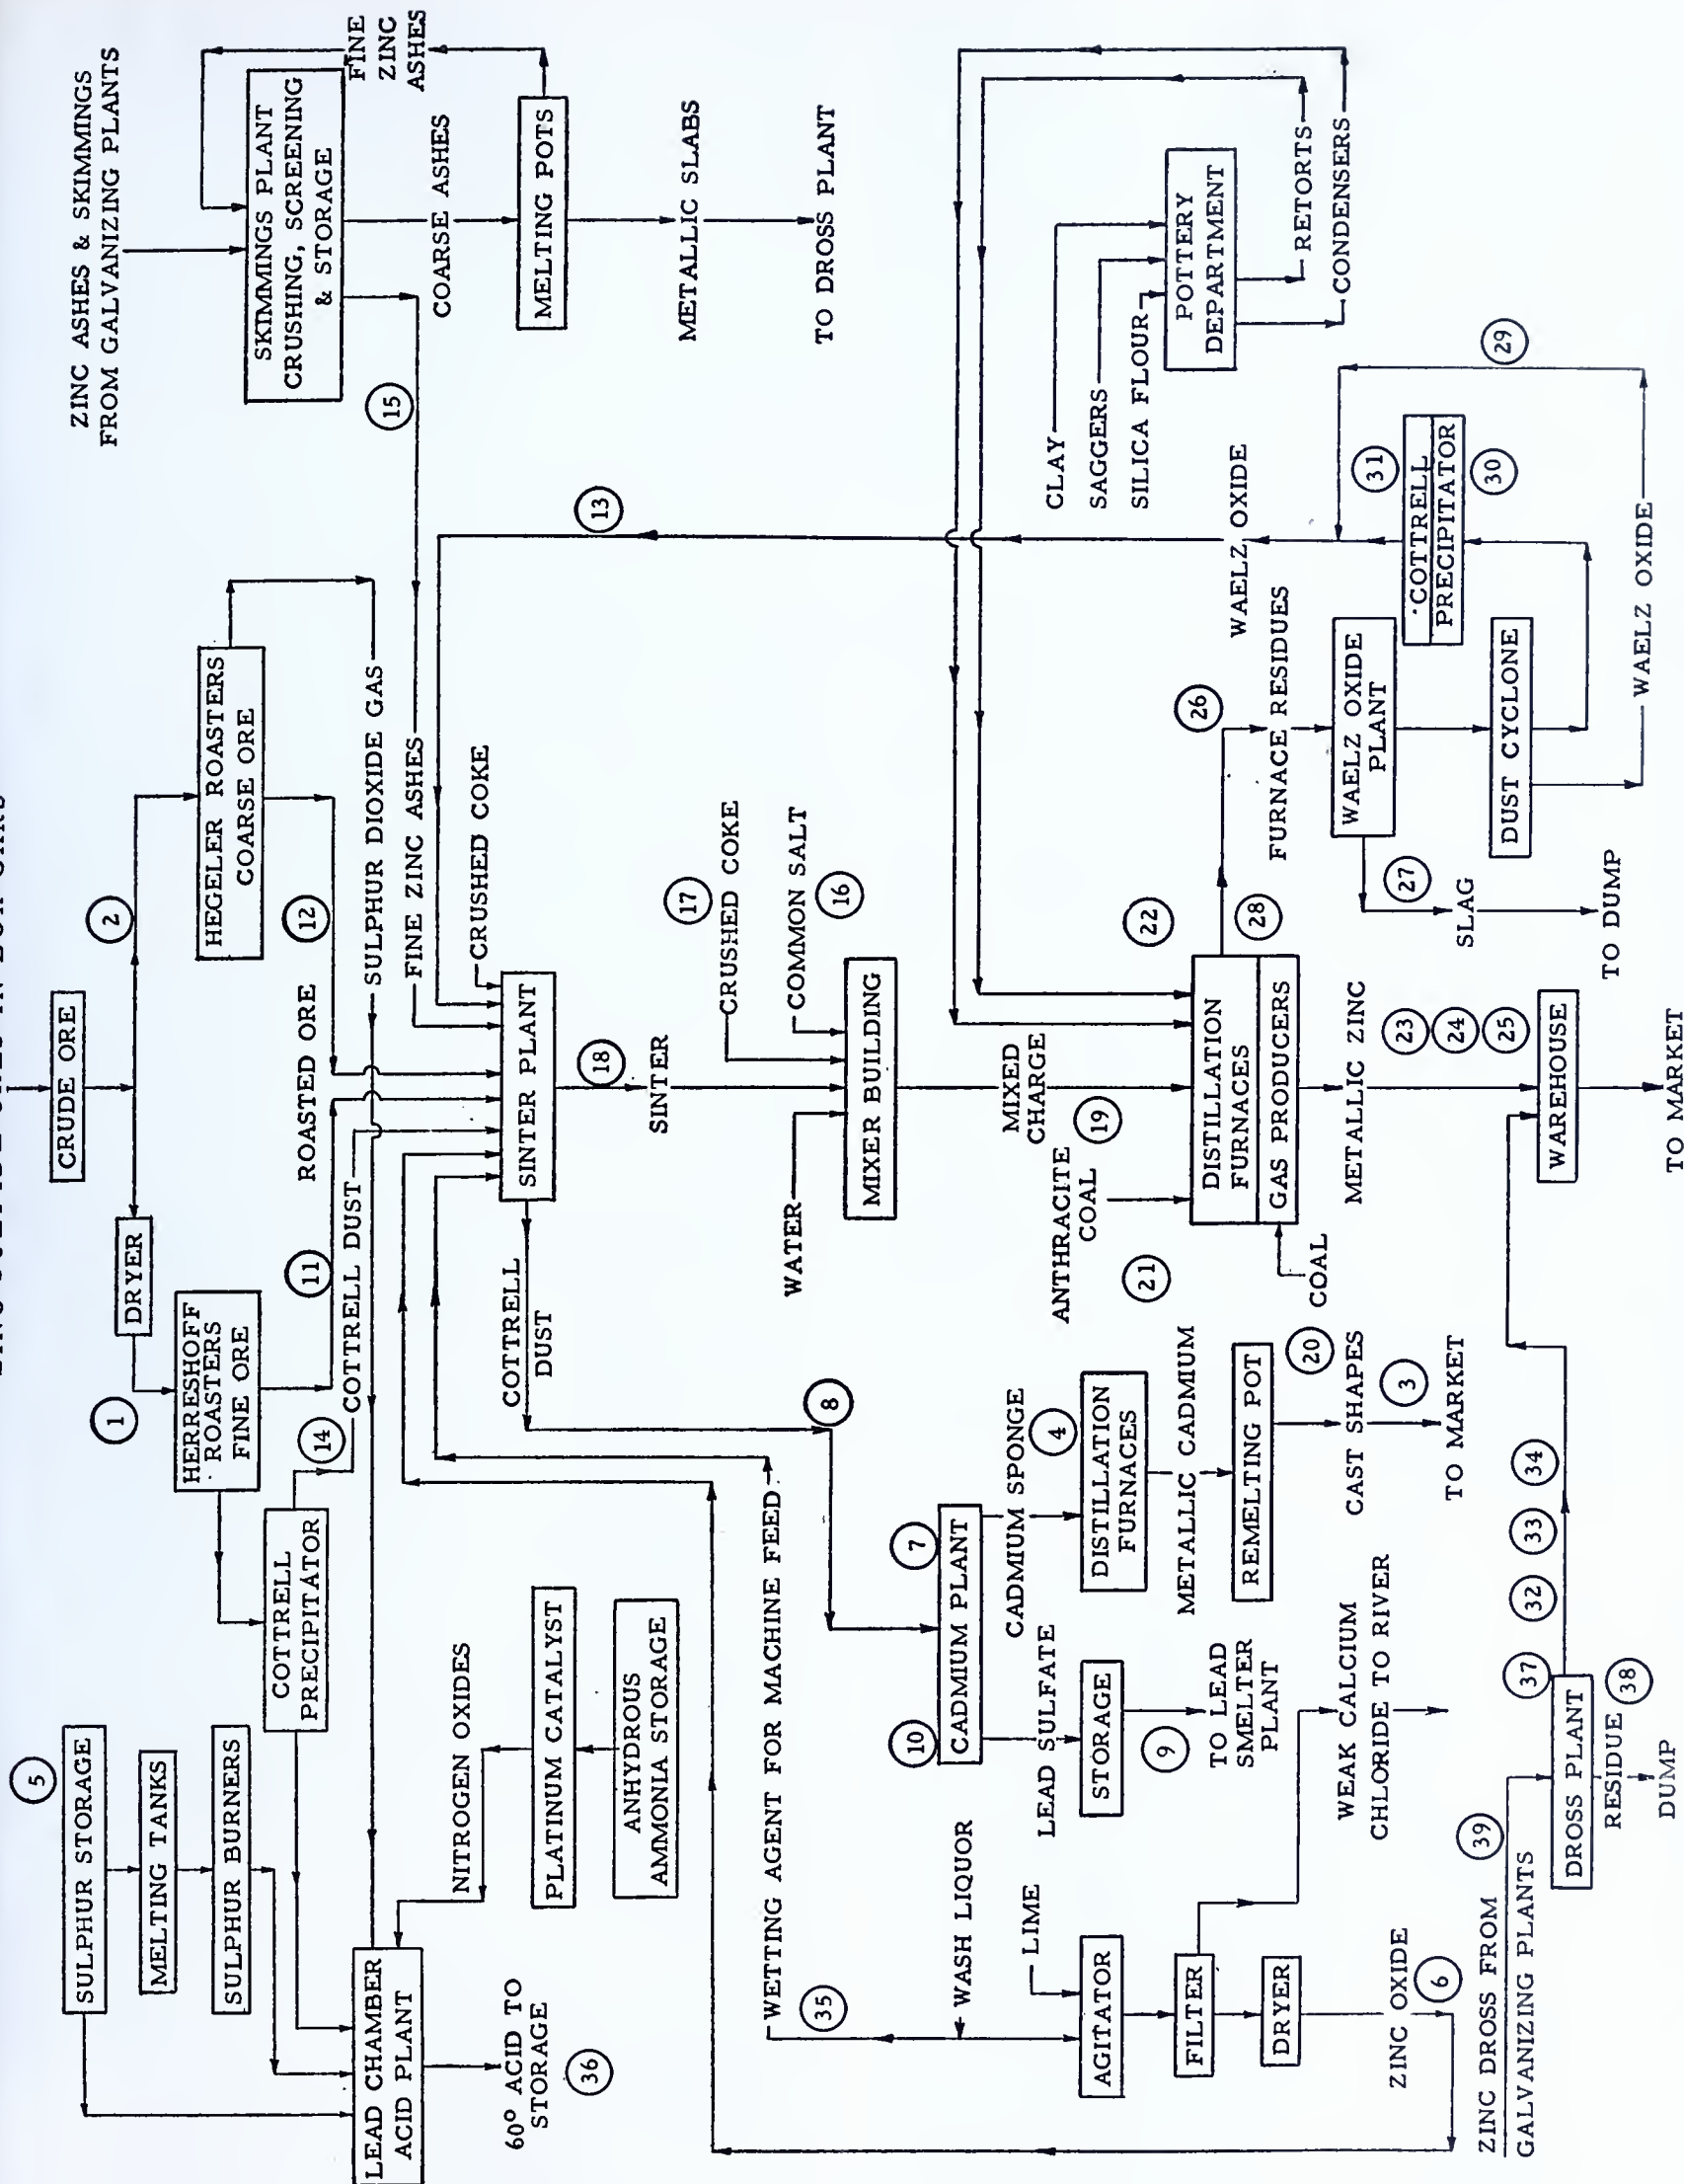 CRUDE ORE
2
DRYER
1
HERRESHOFF
ROASTERS
FINE ORE
HEGELER ROASTERS
COARSE ORE
ZINC ASHES & SKIMMINGS
FROM GALVANIZING PLANTS
SKIMMINGS PLANT
CRUSHING, SCREENING
& STORAGE
FINE
ZINC
ASHES
COARSE ASHES
MELTING POTS
METALLIC SLABS
TO DROSS PLANT
15
5
SULPHUR STORAGE
MELTING TANKS
SULPHUR BURNERS
COTTRELL
PRECIPITATOR
14
COTTRELL DUST
11
ROASTED ORE
12
SULPHUR DIOXIDE GAS
FINE ZINC ASHES
CRUSHED COKE
13
LEAD CHAMBER
ACID PLANT
60° ACID TO
STORAGE
36
NITROGEN OXIDES
PLATINUM CATALYST
ANHYDROUS
AMMONIA STORAGE
SINTER PLANT
COTTRELL
DUST
18
SINTER
17
CRUSHED COKE
COMMON SALT
16
WATER
MIXER BUILDING
8
WETTING AGENT FOR MACHINE FEED
35
WASH LIQUOR
LIME
AGITATOR
FILTER
DRYER
ZINC OXIDE
6
10
7
CADMIUM PLANT
LEAD SULFATE
STORAGE
9
TO LEAD
SMELTER
PLANT
WEAK CALCIUM
CHLORIDE TO RIVER
CADMIUM SPONGE
4
DISTILLATION
FURNACES
METALLIC CADMIUM
REMELTING POT
20
CAST SHAPES
3
TO MARKET
MIXED
CHARGE
19
ANTHRACITE
COAL
21
DISTILLATION
FURNACES
GAS PRODUCERS
COAL
22
28
METALLIC ZINC
23
24
25
WAREHOUSE
TO MARKET
26
FURNACE RESIDUES
WAELZ OXIDE
PLANT
27
SLAG
TO DUMP
DUST CYCLONE
WAELZ OXIDE
COTTRELL
PRECIPITATOR
31
30
29
WAELZ OXIDE
CLAY
SAGGERS
SILICA FLOUR
POTTERY
DEPARTMENT
RETORTS
CONDENSERS
ZINC DROSS FROM
GALVANIZING PLANTS
39
DROSS PLANT
37
32
33
34
RESIDUE
38
DUMP